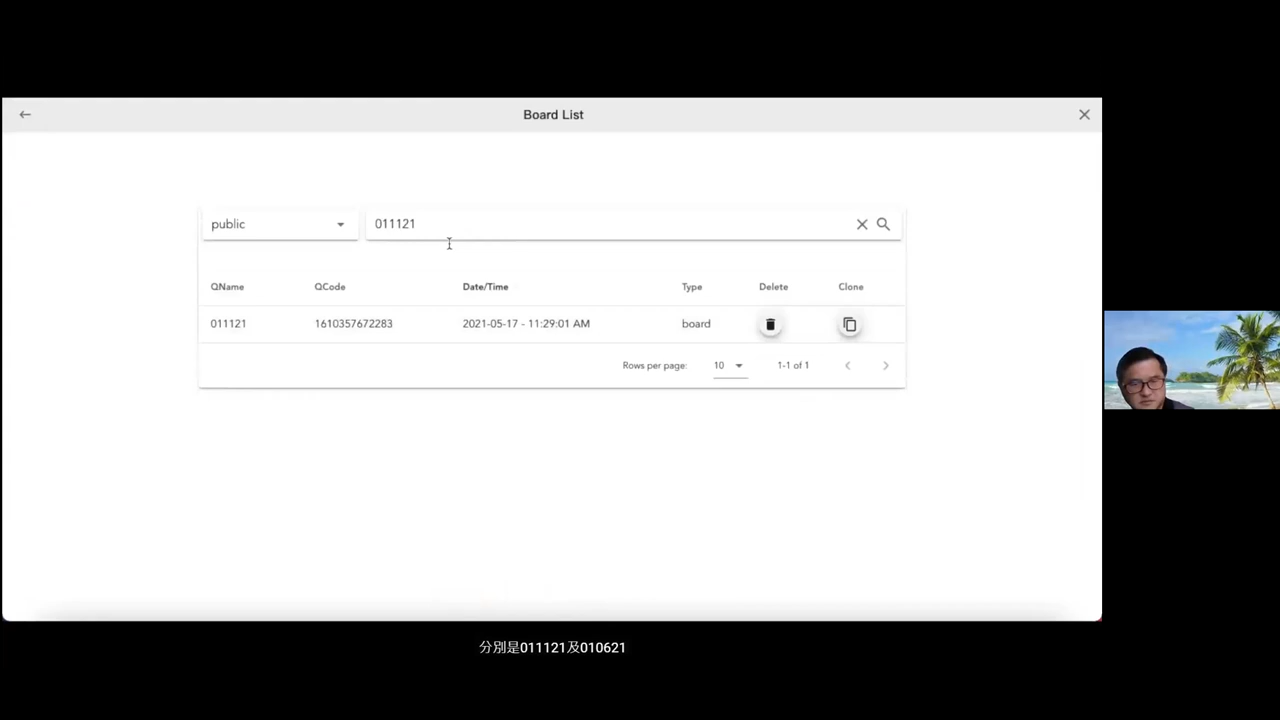 Board List
public
011121
QName QCode Date/Time Type Delete Clone
011121 1610357672283 2021-05-17 - 11:29:01 AM board
Rows per page: 10 1-1 of 1
分別是011121及010621